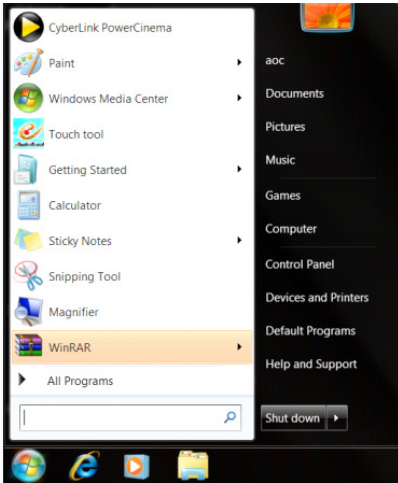 CyberLink PowerCinema
Paint
Windows Media Center
Touch tool
Getting Started
Calculator
Sticky Notes
Snipping Tool
Magnifier
WinRAR
All Programs
aoc
Documents
Pictures
Music
Games
Computer
Control Panel
Devices and Printers
Default Programs
Help and Support
Shut down